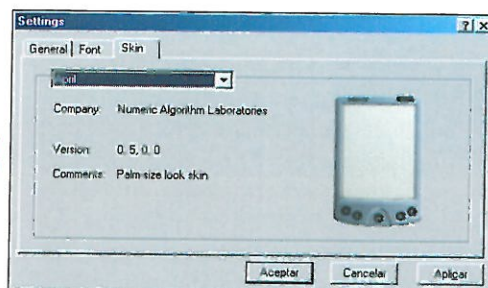 Settings
General Font Skin
Company: Numeric Algorithm Laboratories
Version: 0, 5, 0, 0
Comments: Palm size look skin
Aceptar Cancelar Aplicar